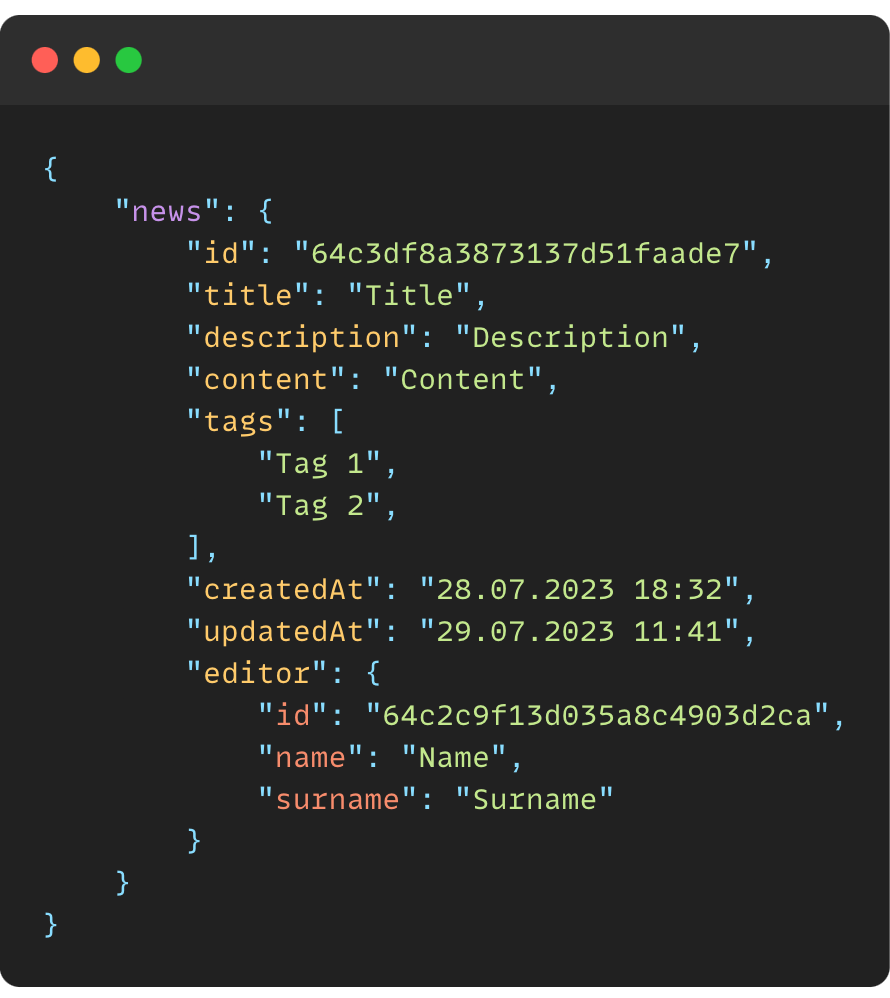 {
    "news": {
        "id": "64c3df8a3873137d51faade7",
        "title": "Title",
        "description": "Description",
        "content": "Content",
        "tags": [
            "Tag 1",
            "Tag 2",
        ],
        "createdAt": "28.07.2023 18:32",
        "updatedAt": "29.07.2023 11:41",
        "editor": {
            "id": "64c2c9f13d035a8c4903d2ca",
            "name": "Name",
            "surname": "Surname"
        }
    }
}